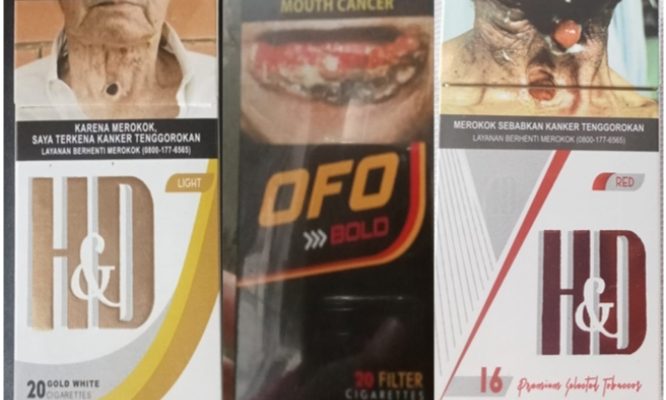 KARENA MEROKOK,
SAYA TERKENA KANKER TENGGOROKAN
LAYANAN BERHENTI MEROKOK (0800-177-6565)
LIGHT
H&D
20 GOLD WHITE
CIGARETTES
MOUTH CANCER
OFO
>>> BOLD
20 FILTER
CIGARETTES
MEROKOK SEBABKAN KANKER TENGGOROKAN
LAYANAN BERHENTI MEROKOK (0800-177-6565)
RED
H&D
16 Premium Selected Tobaccos